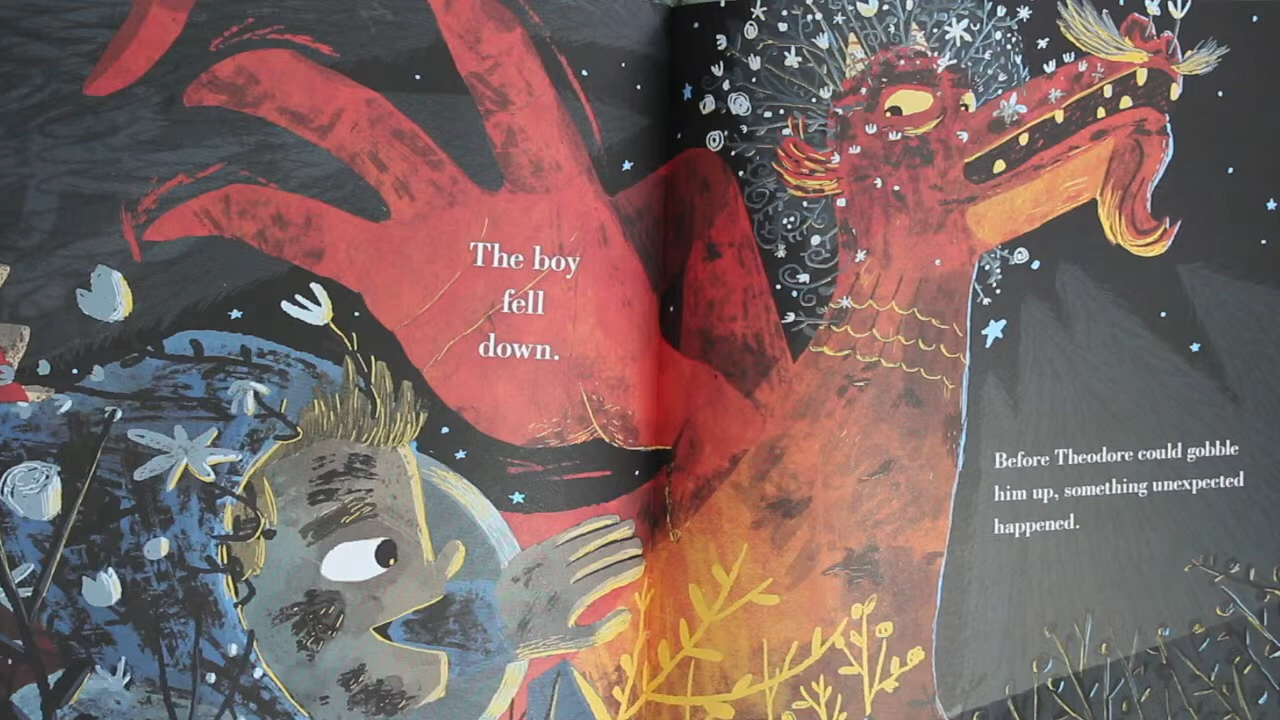 The boy
fell
down.
Before Theodore could gobble
him up, something unexpected
happened.